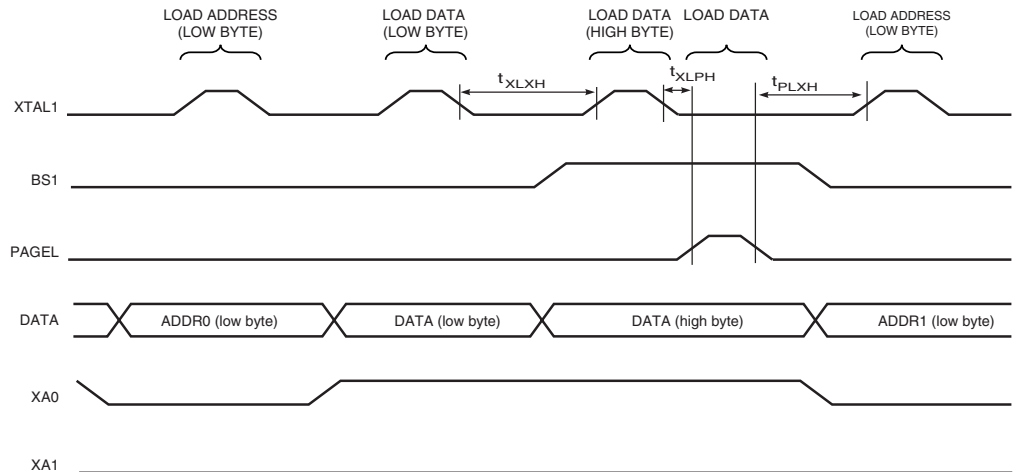 LOAD ADDRESS
(LOW BYTE)
LOAD DATA
(LOW BYTE)
LOAD DATA
(HIGH BYTE)
LOAD DATA
LOAD ADDRESS
(LOW BYTE)
tXLXH
tXLPH
tPLXH
XTAL1
BS1
PAGEL
DATA
ADDR0 (low byte)
DATA (low byte)
DATA (high byte)
ADDR1 (low byte)
XA0
XA1